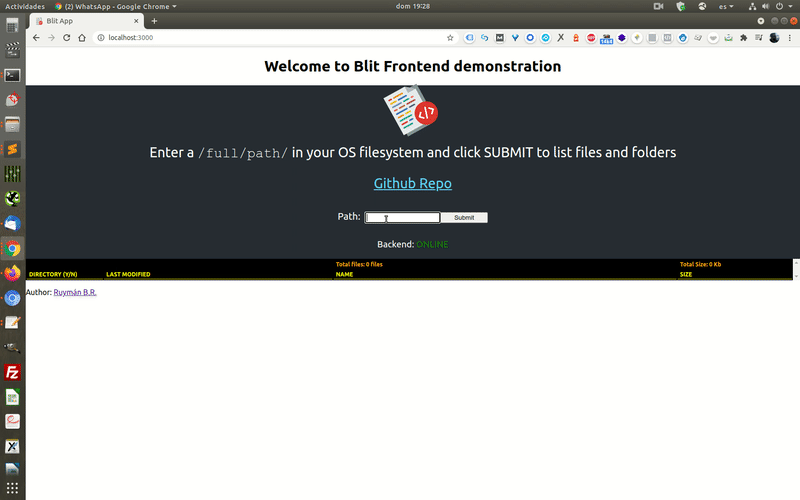 Actividades
(2) WhatsApp - Google Chrome
dom 19:28
es
Blit App
localhost:3000
Welcome to Blit Frontend demonstration
Enter a /full/path/ in your OS filesystem and click SUBMIT to list files and folders
Github Repo
Path:
Submit
Backend: ONLINE
Total files: 0 files
Total Size: 0 Kb
DIRECTORY (Y/N)
LAST MODIFIED
NAME
SIZE
Author: Ruymán B.R.